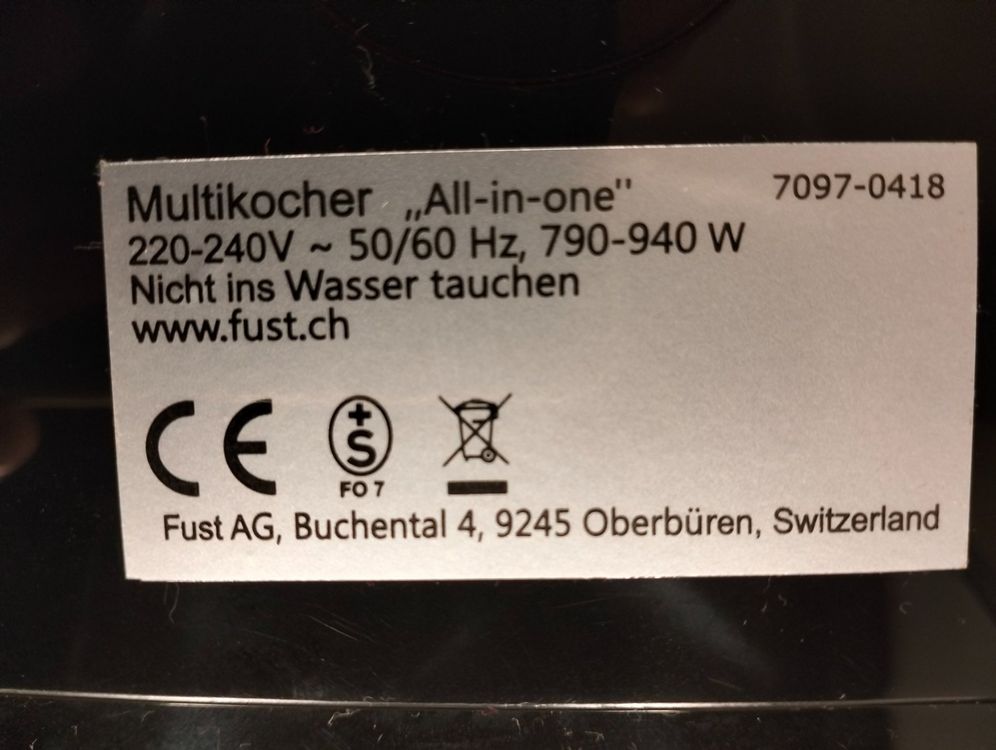 Multikocher „All-in-one" 7097-0418
220-240V ~ 50/60 Hz, 790-940 W
Nicht ins Wasser tauchen
www.fust.ch
CE +S
FO 7
Fust AG, Buchental 4, 9245 Oberbüren, Switzerland